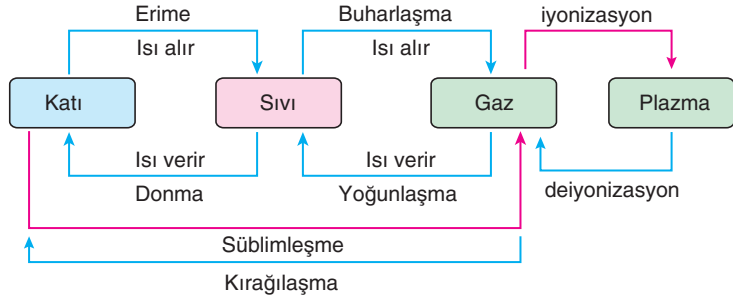 Erime
Buharlaşma
iyonizasyon
Isı alır
Isı alır
Katı
Sıvı
Gaz
Plazma
Isı verir
Isı verir
Donma
Yoğunlaşma
deiyonizasyon
Süblimleşme
Kırağılaşma